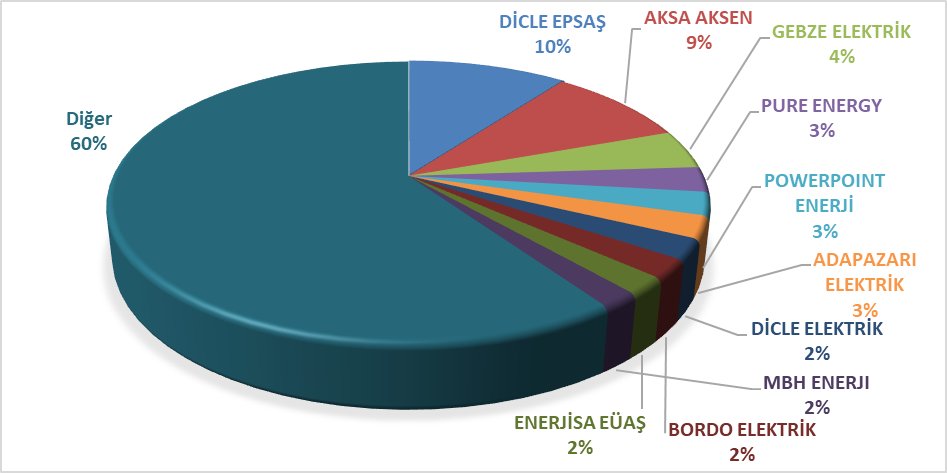 DİCLE EPSAŞ
10%
AKSA AKSEN
9%
GEBZE ELEKTRİK
4%
PURE ENERGY
3%
POWERPOINT
ENERJİ
3%
ADAPAZARI
ELEKTRİK
3%
DİCLE ELEKTRİK
2%
MBH ENERJI
2%
BORDO ELEKTRİK
2%
ENERJİSA EÜAŞ
2%
Diğer
60%